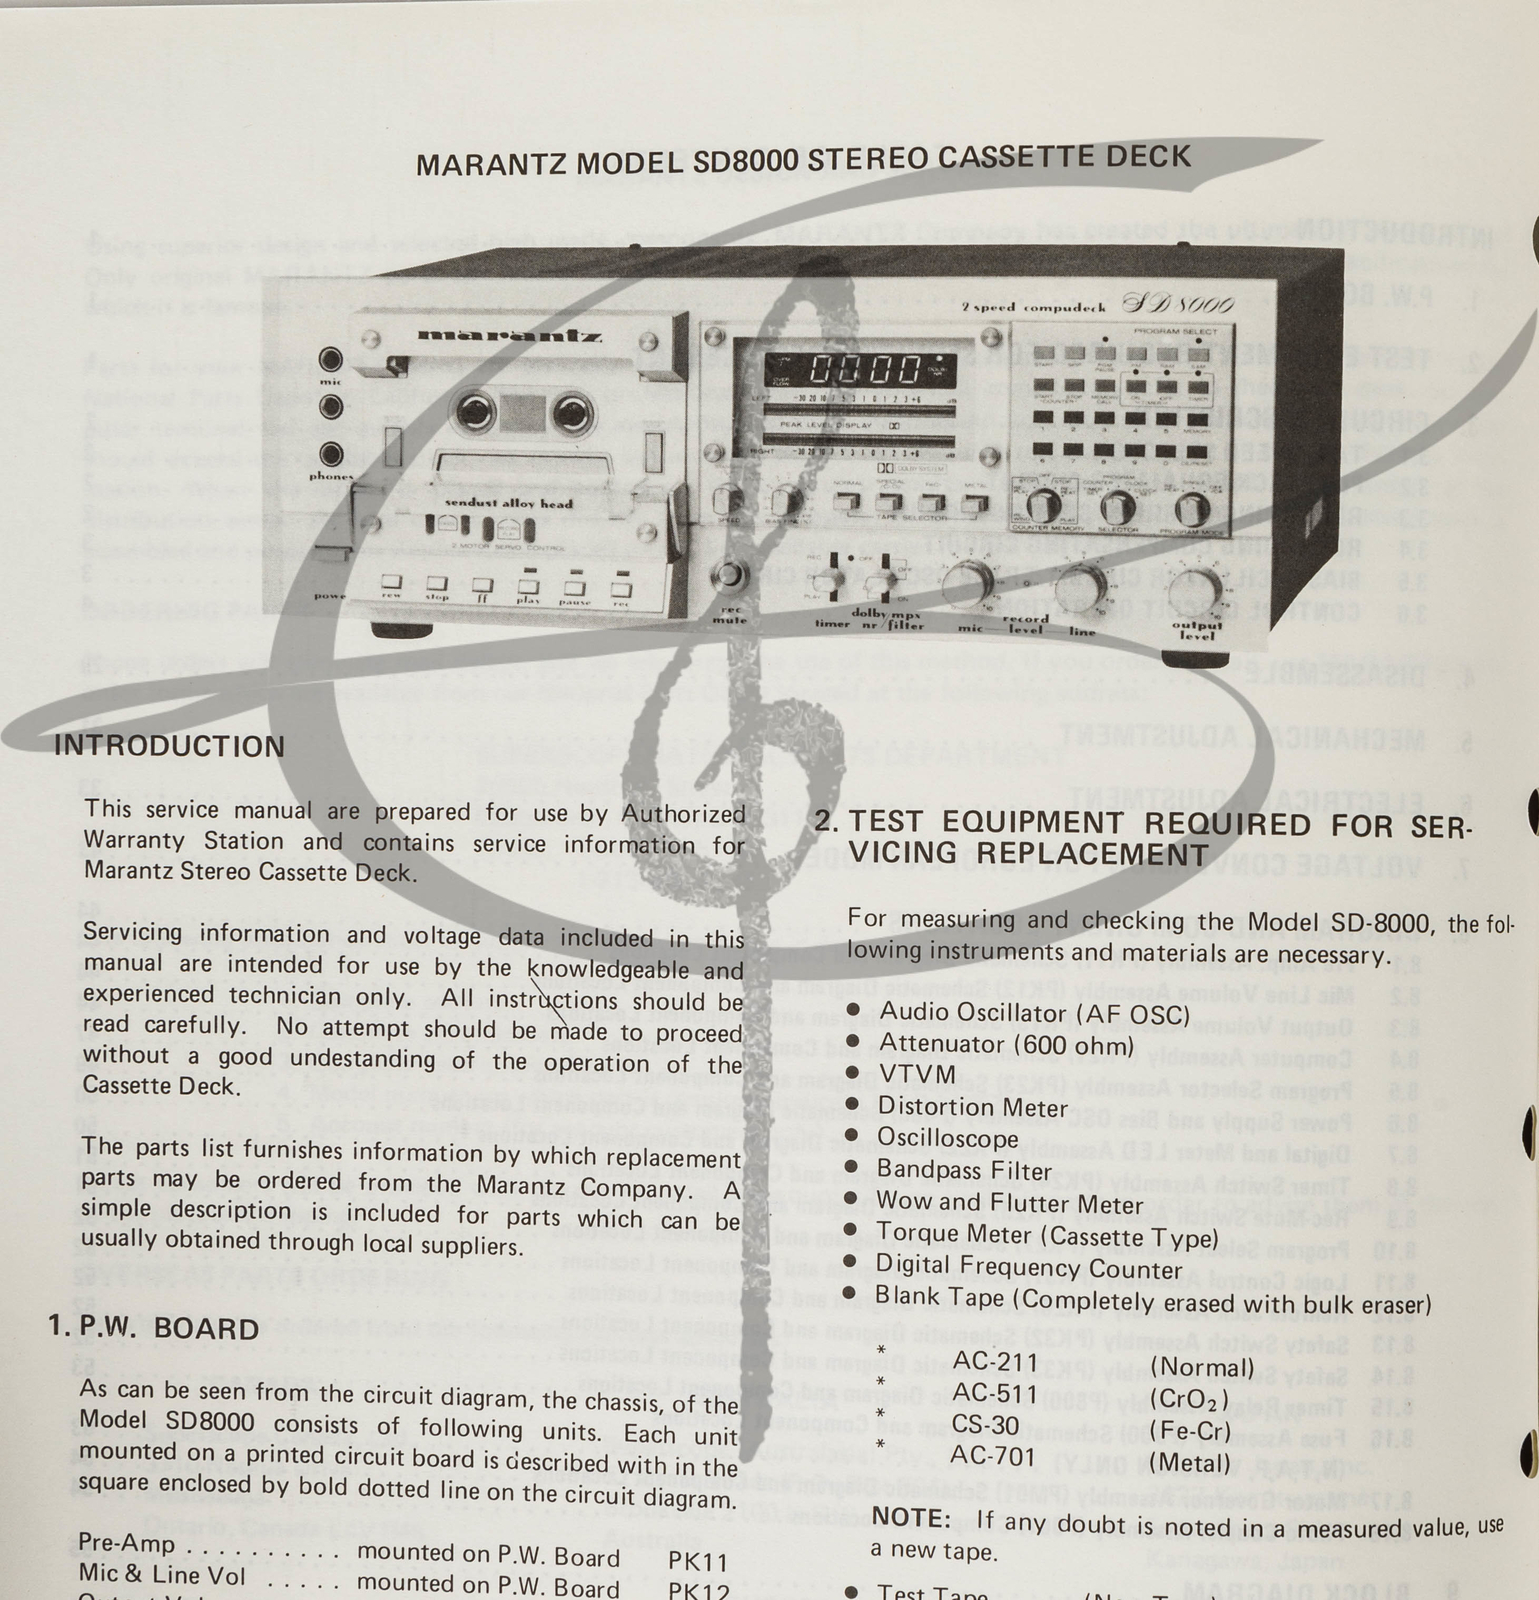 MARANTZ MODEL SD8000 STEREO CASSETTE DECK
marantz
2 speed compudeck SD8000
PROGRAM SELECT
mic
phones
sendust alloy head
2 MOTOR SERVO CONTROL
0000
LEFT
PEAK LEVEL DISPLAY
RIGHT
TAPE SELECTOR
COUNTER MEMORY SELECTOR PROGRAM MODE
rew stop ff play pause rec
rec mute
timer
dolby nr
mpx filter
mic record level line
output level
INTRODUCTION
This service manual are prepared for use by Authorized
Warranty Station and contains service information for
Marantz Stereo Cassette Deck.
Servicing information and voltage data included in this
manual are intended for use by the knowledgeable and
experienced technician only. All instructions should be
read carefully. No attempt should be made to proceed
without a good undestanding of the operation of the
Cassette Deck.
The parts list furnishes information by which replacement
parts may be ordered from the Marantz Company. A
simple description is included for parts which can be
usually obtained through local suppliers.
1. P.W. BOARD
As can be seen from the circuit diagram, the chassis, of the
Model SD8000 consists of following units. Each unit
mounted on a printed circuit board is described with in the
square enclosed by bold dotted line on the circuit diagram.
Pre-Amp . . . . . . . . . . mounted on P.W. Board PK11
Mic & Line Vol . . . . . mounted on P.W. Board PK12
2. TEST EQUIPMENT REQUIRED FOR SER-
VICING REPLACEMENT
For measuring and checking the Model SD-8000, the fol-
lowing instruments and materials are necessary.
● Audio Oscillator (AF OSC)
● Attenuator (600 ohm)
● VTVM
● Distortion Meter
● Oscilloscope
● Bandpass Filter
● Wow and Flutter Meter
● Torque Meter (Cassette Type)
● Digital Frequency Counter
● Blank Tape (Completely erased with bulk eraser)
* AC-211 (Normal)
* AC-511 (CrO₂)
* CS-30 (Fe-Cr)
* AC-701 (Metal)
NOTE: If any doubt is noted in a measured value, use
a new tape.
● Test Tape